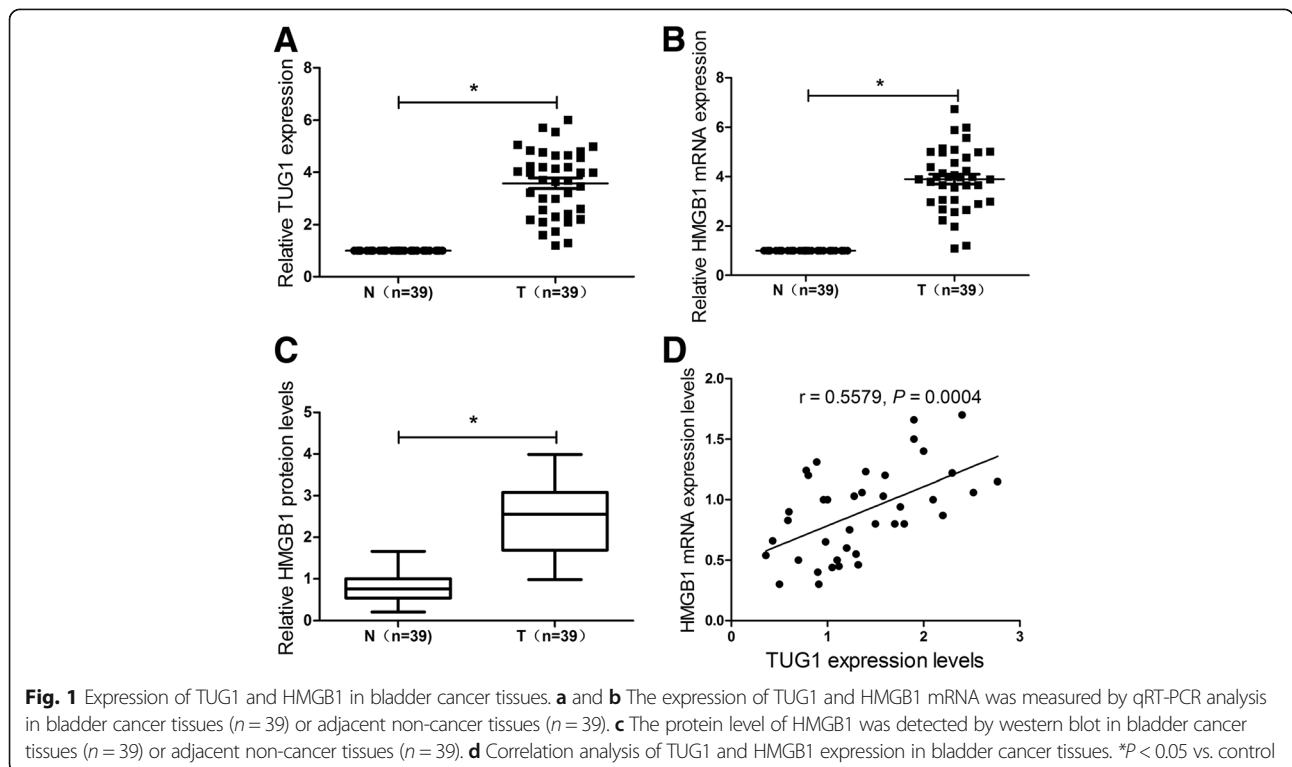 A
Relative TUG1 expression
8
6
4
2
0
*
N (n=39)
T (n=39)
B
Relative HMGB1 mRNA expression
8
6
4
2
0
*
N (n=39)
T (n=39)
C
Relative HMGB1 proteion levels
5
4
3
2
1
0
*
N (n=39)
T (n=39)
D
HMGB1 mRNA expression levels
2.0
1.5
1.0
0.5
0.0
r = 0.5579, P = 0.0004
0
1
2
3
TUG1 expression levels
Fig. 1 Expression of TUG1 and HMGB1 in bladder cancer tissues. a and b The expression of TUG1 and HMGB1 mRNA was measured by qRT-PCR analysis
in bladder cancer tissues (n = 39) or adjacent non-cancer tissues (n = 39). c The protein level of HMGB1 was detected by western blot in bladder cancer
tissues (n = 39) or adjacent non-cancer tissues (n = 39). d Correlation analysis of TUG1 and HMGB1 expression in bladder cancer tissues. *P < 0.05 vs. control